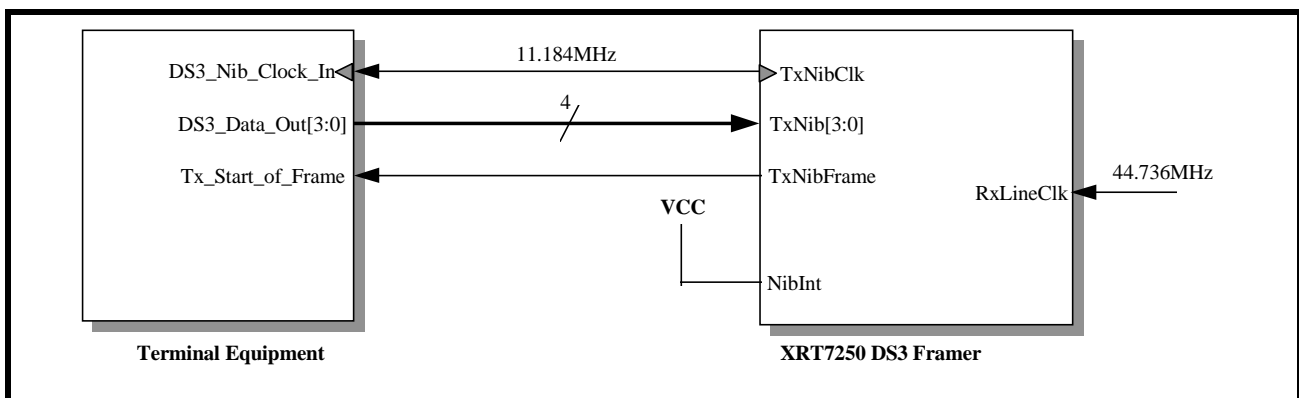 11.184MHz
DS3_Nib_Clock_In
TxNibClk
4
DS3_Data_Out[3:0]
TxNib[3:0]
Tx_Start_of_Frame
TxNibFrame
44.736MHz
RxLineClk
VCC
NibInt
Terminal Equipment
XRT7250 DS3 Framer